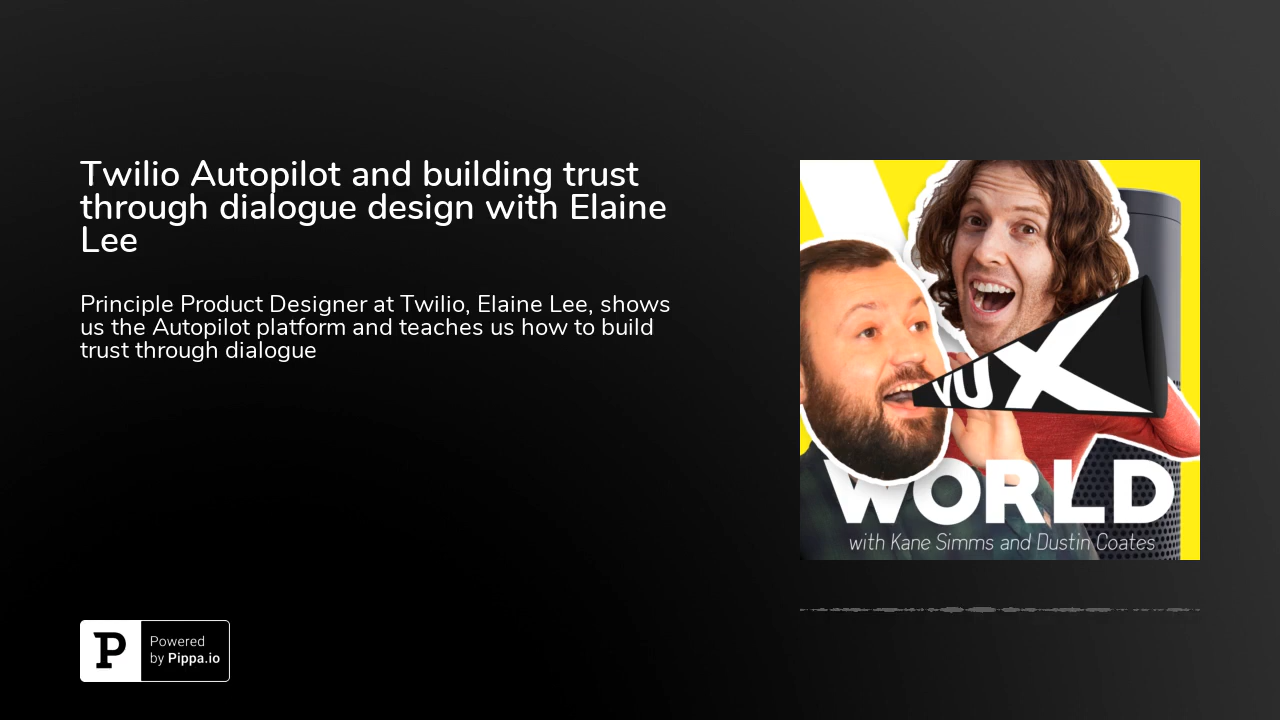 Twilio Autopilot and building trust
through dialogue design with Elaine
Lee
Principle Product Designer at Twilio, Elaine Lee, shows
us the Autopilot platform and teaches us how to build
trust through dialogue
VUX
WORLD
with Kane Simms and Dustin Coates
P
Powered
by Pippa.io